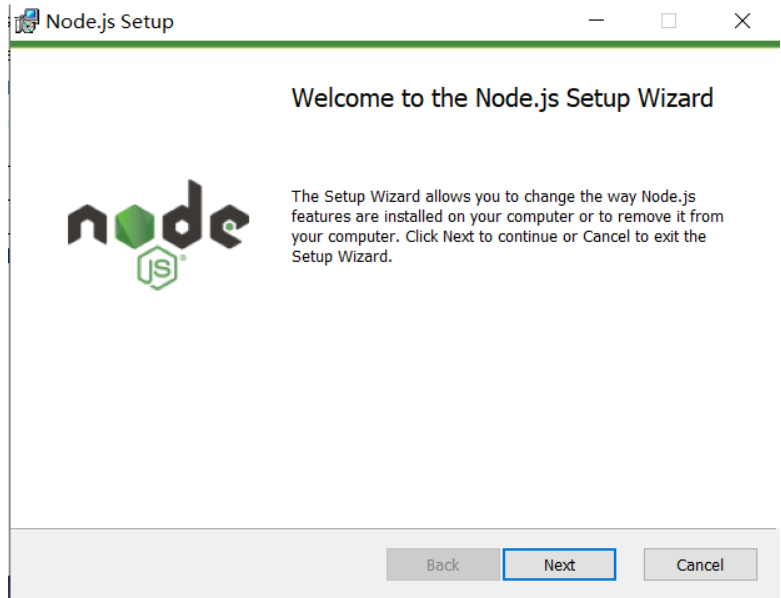 Node.js Setup
Welcome to the Node.js Setup Wizard
node
JS
The Setup Wizard allows you to change the way Node.js
features are installed on your computer or to remove it from
your computer. Click Next to continue or Cancel to exit the
Setup Wizard.
Back Next Cancel